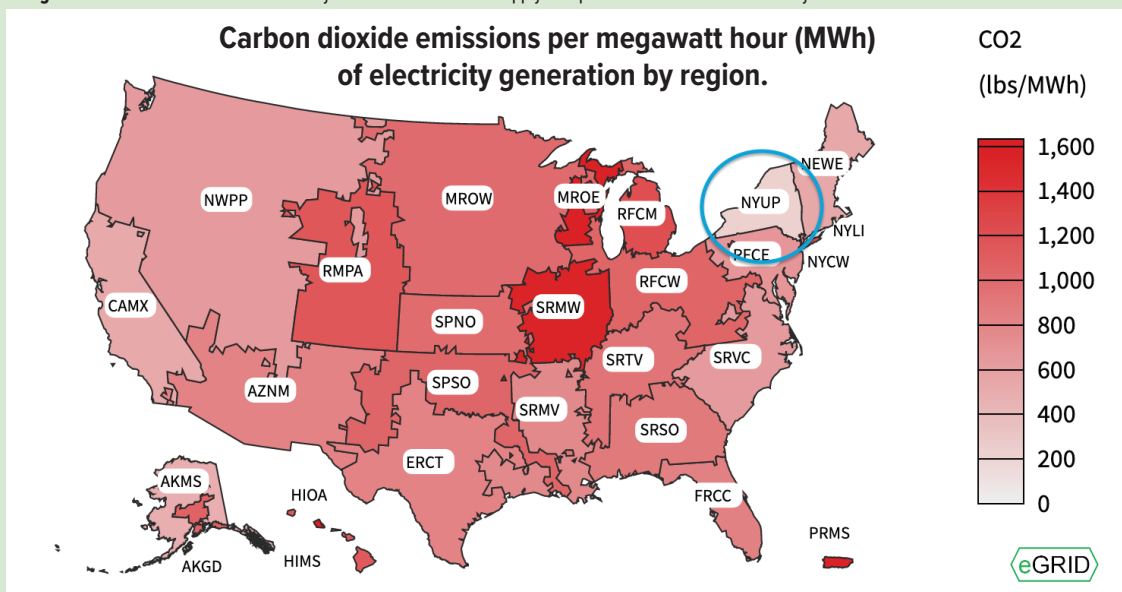 Carbon dioxide emissions per megawatt hour (MWh)
of electricity generation by region.
CO2
(lbs/MWh)
1,600
1,400
1,200
1,000
800
600
400
200
0
NEWE
NWPP
MROW
MROE
NYUP
RFCM
NYLI
RFCE
NYCW
RMPA
RFCW
CAMX
SRMW
SPNO
SRTV
SRVC
AZNM
SPSO
SRMV
SRSO
ERCT
AKMS
HIOA
FRCC
PRMS
HIMS
AKGD
eGRID